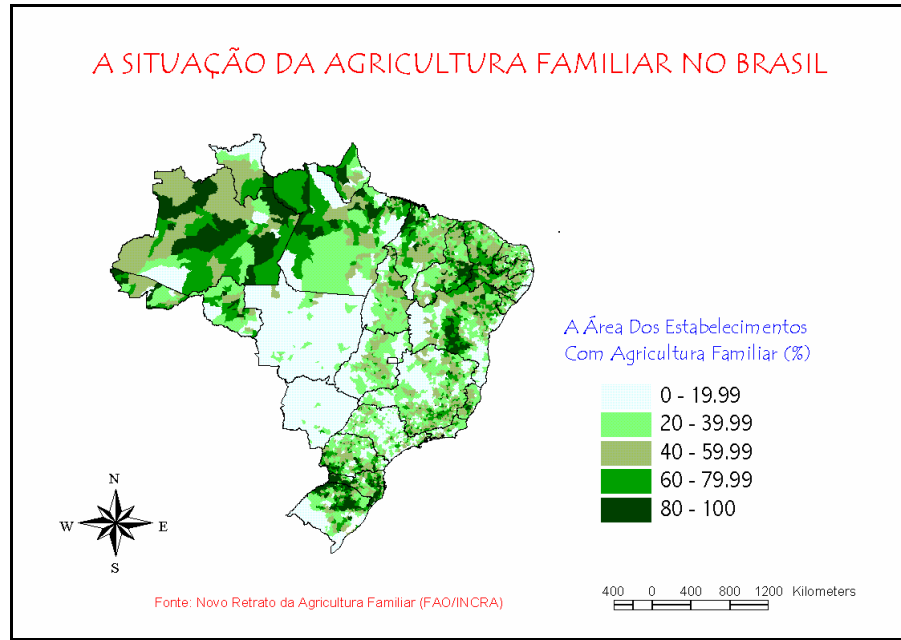 A SITUAÇÃO DA AGRICULTURA FAMILIAR NO BRASIL
A Área Dos Estabelecimentos
Com Agricultura Familiar (%)
0 - 19.99
20 - 39.99
40 - 59.99
60 - 79.99
80 - 100
N
W E
S
Fonte: Novo Retrato da Agricultura Familiar (FAO/INCRA)
400 0 400 800 1200 Kilometers